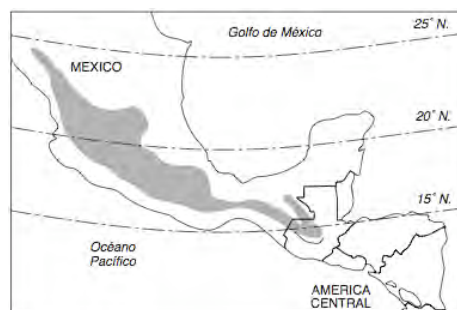 Golfo de México
25° N.
MEXICO
20° N.
15° N.
Océano
Pacífico
AMERICA
CENTRAL